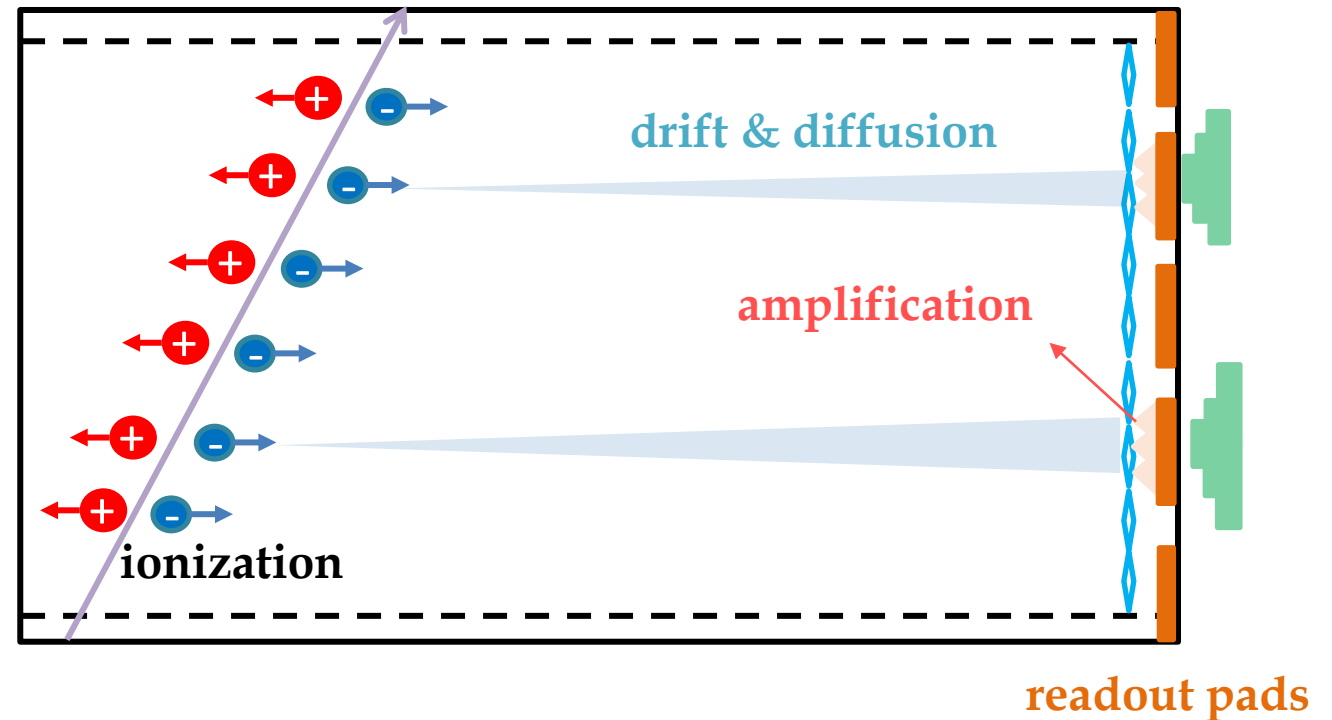 + -
drift & diffusion
+ -
+ -
amplification
+ -
+ -
+ -
ionization
readout pads